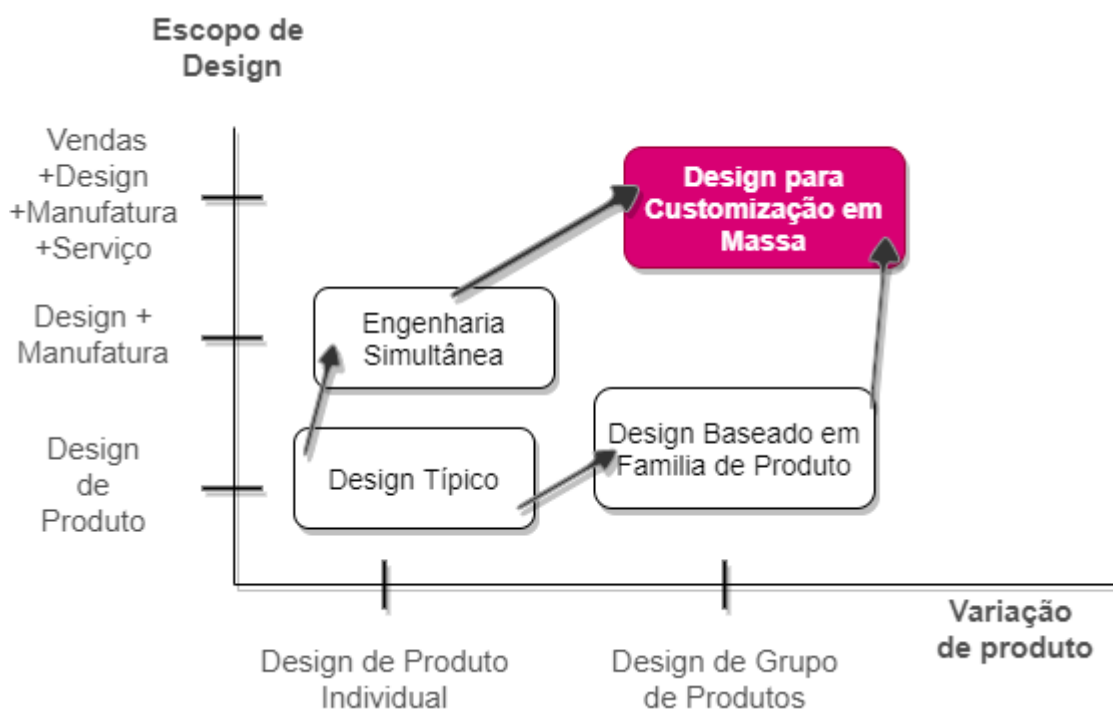 Escopo de
Design
Vendas
+Design
+Manufatura
+Serviço
Design para
Customização em
Massa
Design +
Manufatura
Engenharia
Simultânea
Design
de
Produto
Design Típico
Design Baseado em
Familia de Produto
Variação
de produto
Design de Produto
Individual
Design de Grupo
de Produtos